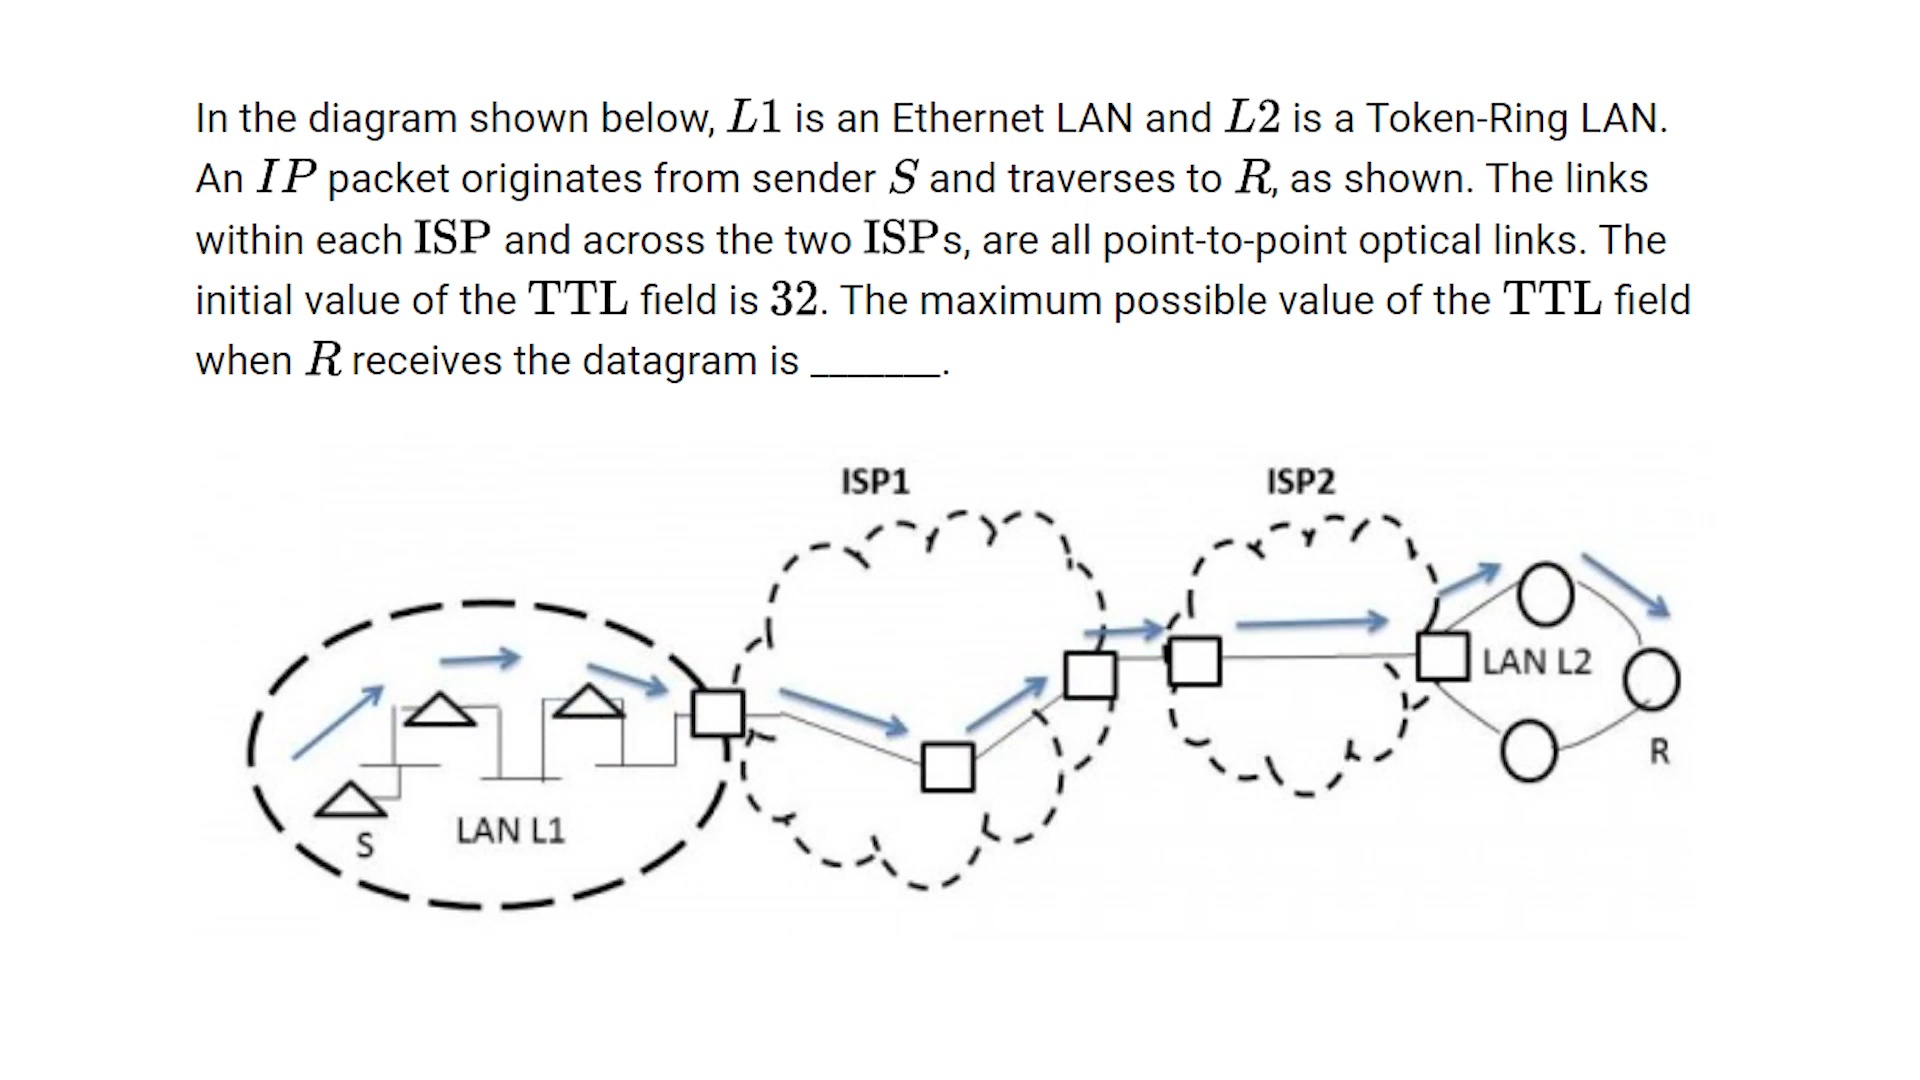 In the diagram shown below, L1 is an Ethernet LAN and L2 is a Token-Ring LAN.
An IP packet originates from sender S and traverses to R, as shown. The links
within each ISP and across the two ISPs, are all point-to-point optical links. The
initial value of the TTL field is 32. The maximum possible value of the TTL field
when R receives the datagram is _______.
ISP1
ISP2
LAN L2
R
LAN L1
S